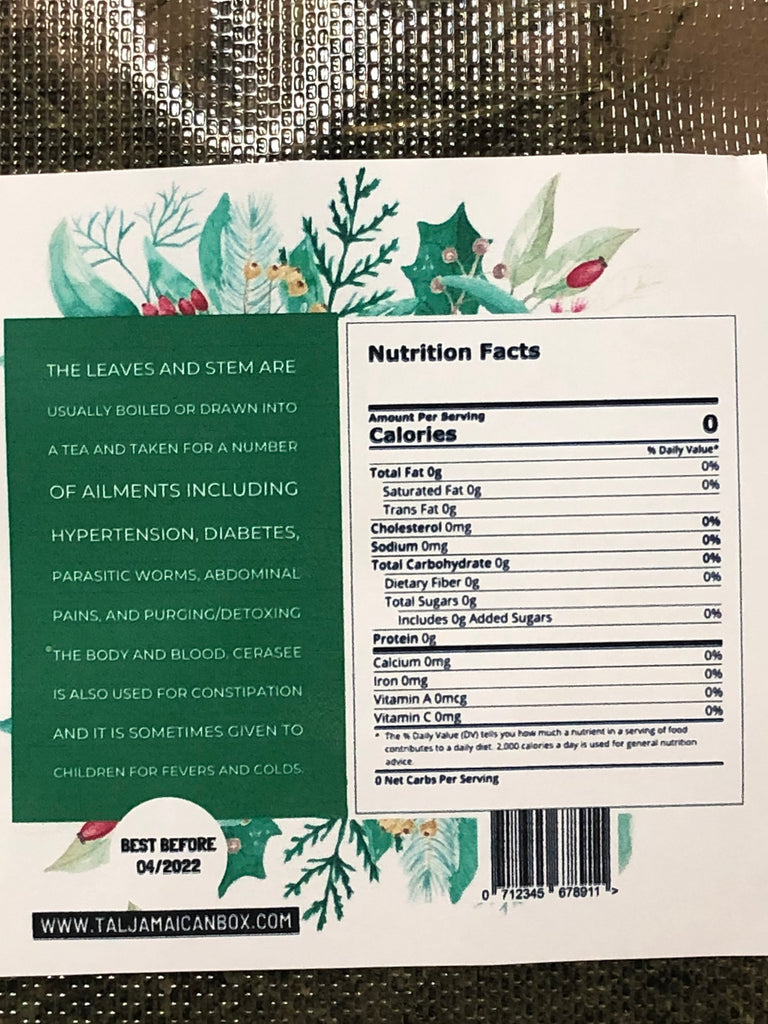 THE LEAVES AND STEM ARE
USUALLY BOILED OR DRAWN INTO
A TEA AND TAKEN FOR A NUMBER
OF AILMENTS INCLUDING
HYPERTENSION, DIABETES,
PARASITIC WORMS, ABDOMINAL
PAINS, AND PURGING/DETOXING
THE BODY AND BLOOD. CERASEE
IS ALSO USED FOR CONSTIPATION
AND IT IS SOMETIMES GIVEN TO
CHILDREN FOR FEVERS AND COLDS.
BEST BEFORE
04/2022
WWW.TALJAMAICANBOX.COM
Nutrition Facts
Amount Per Serving
Calories 0
% Daily Value*
Total Fat 0g 0%
Saturated Fat 0g 0%
Trans Fat 0g
Cholesterol 0mg 0%
Sodium 0mg 0%
Total Carbohydrate 0g 0%
Dietary Fiber 0g 0%
Total Sugars 0g
Includes 0g Added Sugars 0%
Protein 0g
Calcium 0mg 0%
Iron 0mg 0%
Vitamin A 0mcg 0%
Vitamin C 0mg 0%
* The % Daily Value (DV) tells you how much a nutrient in a serving of food
contributes to a daily diet. 2,000 calories a day is used for general nutrition
advice.
0 Net Carbs Per Serving
0 712345 678911 >